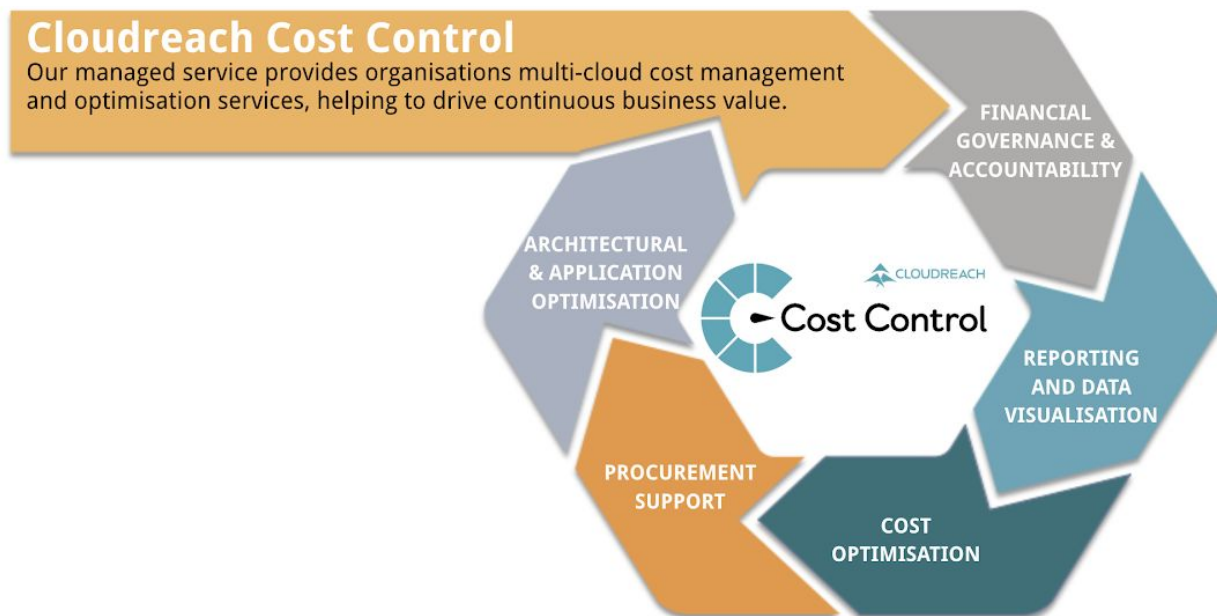 Cloudreach Cost Control
Our managed service provides organisations multi-cloud cost management
and optimisation services, helping to drive continuous business value.
FINANCIAL
GOVERNANCE &
ACCOUNTABILITY
REPORTING
AND DATA
VISUALISATION
COST
OPTIMISATION
PROCUREMENT
SUPPORT
ARCHITECTURAL
& APPLICATION
OPTIMISATION
CLOUDREACH
Cost Control